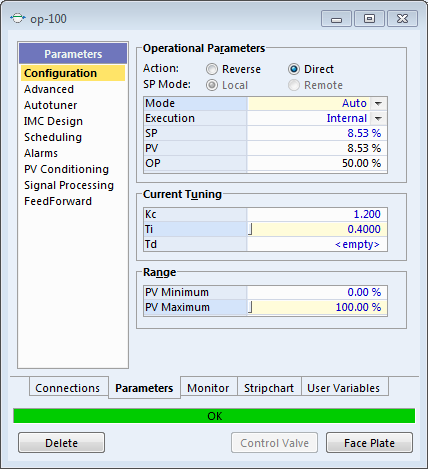 op-100
Parameters
Configuration
Advanced
Autotuner
IMC Design
Scheduling
Alarms
PV Conditioning
Signal Processing
FeedForward
Operational Parameters
Action: Reverse Direct
SP Mode: Local Remote
Mode Auto
Execution Internal
SP 8.53 %
PV 8.53 %
OP 50.00 %
Current Tuning
Kc 1.200
Ti 0.4000
Td <empty>
Range
PV Minimum 0.00 %
PV Maximum 100.00 %
Connections Parameters Monitor Stripchart User Variables
OK
Delete Control Valve Face Plate